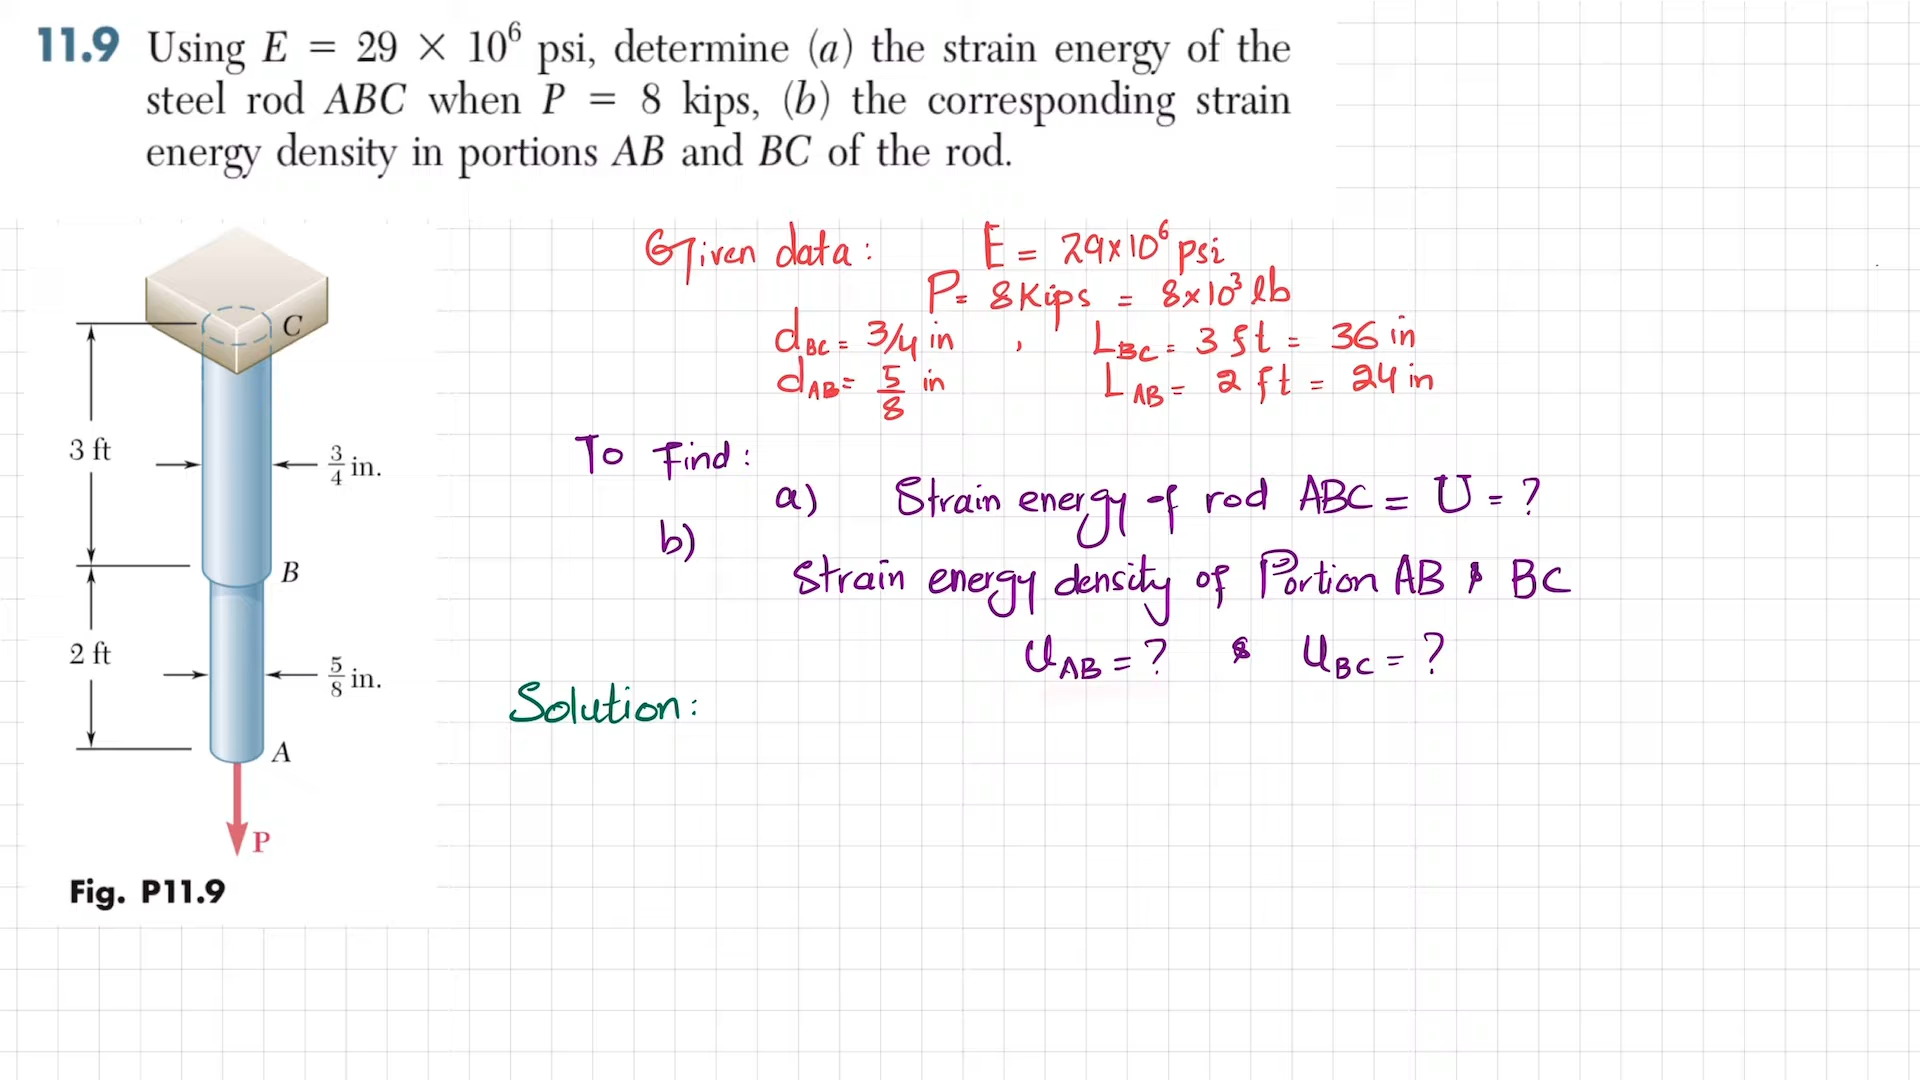 11.9 Using E = 29 × 10⁶ psi, determine (a) the strain energy of the
steel rod ABC when P = 8 kips, (b) the corresponding strain
energy density in portions AB and BC of the rod.
Given data: E = 29×10⁶ psi
P = 8 Kips = 8×10³ lb
d_BC = 3/4 in , L_BC = 3 ft = 36 in
d_AB = 5/8 in L_AB = 2 ft = 24 in
To Find:
a) Strain energy of rod ABC = U = ?
b)
Strain energy density of Portion AB & BC
u_AB = ? & u_BC = ?
Solution:
C
3 ft
3/4 in.
B
2 ft
5/8 in.
A
P
Fig. P11.9